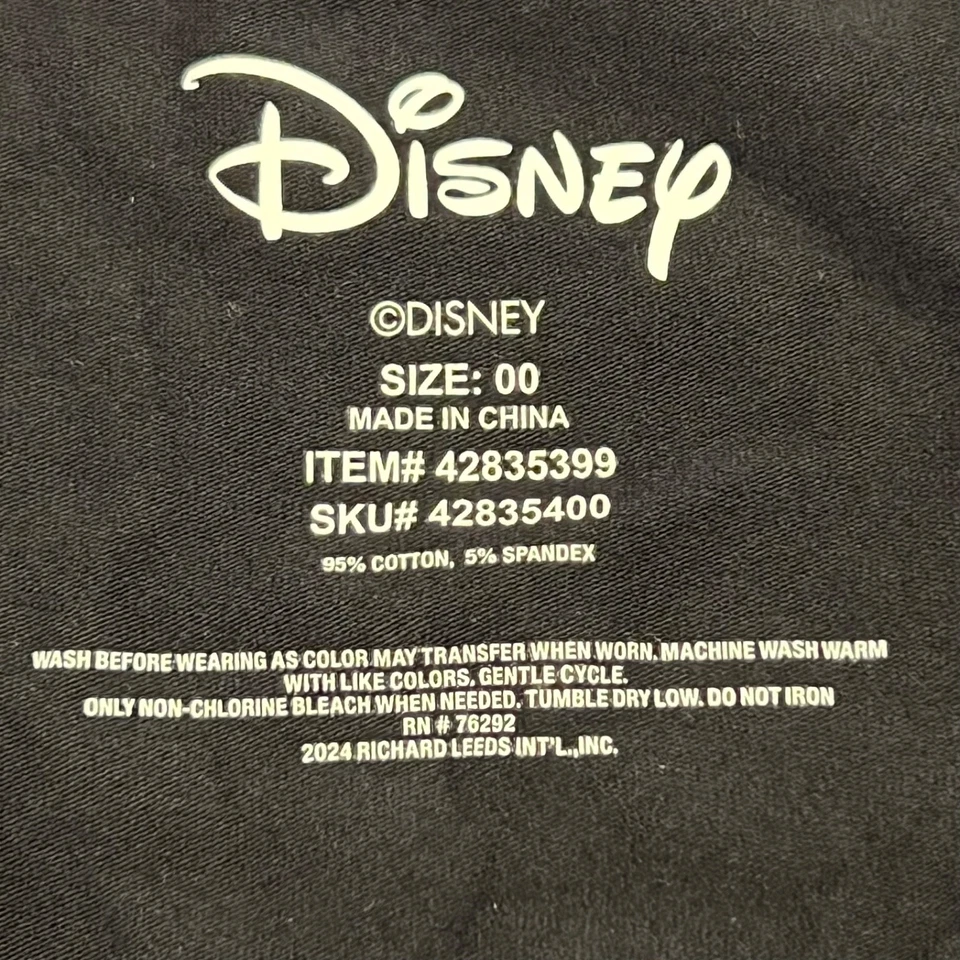 Disney
©DISNEY
SIZE: 00
MADE IN CHINA
ITEM# 42835399
SKU# 42835400
95% COTTON, 5% SPANDEX
WASH BEFORE WEARING AS COLOR MAY TRANSFER WHEN WORN. MACHINE WASH WARM
WITH LIKE COLORS. GENTLE CYCLE.
ONLY NON-CHLORINE BLEACH WHEN NEEDED. TUMBLE DRY LOW. DO NOT IRON
RN # 76292
2024 RICHARD LEEDS INT'L.,INC.